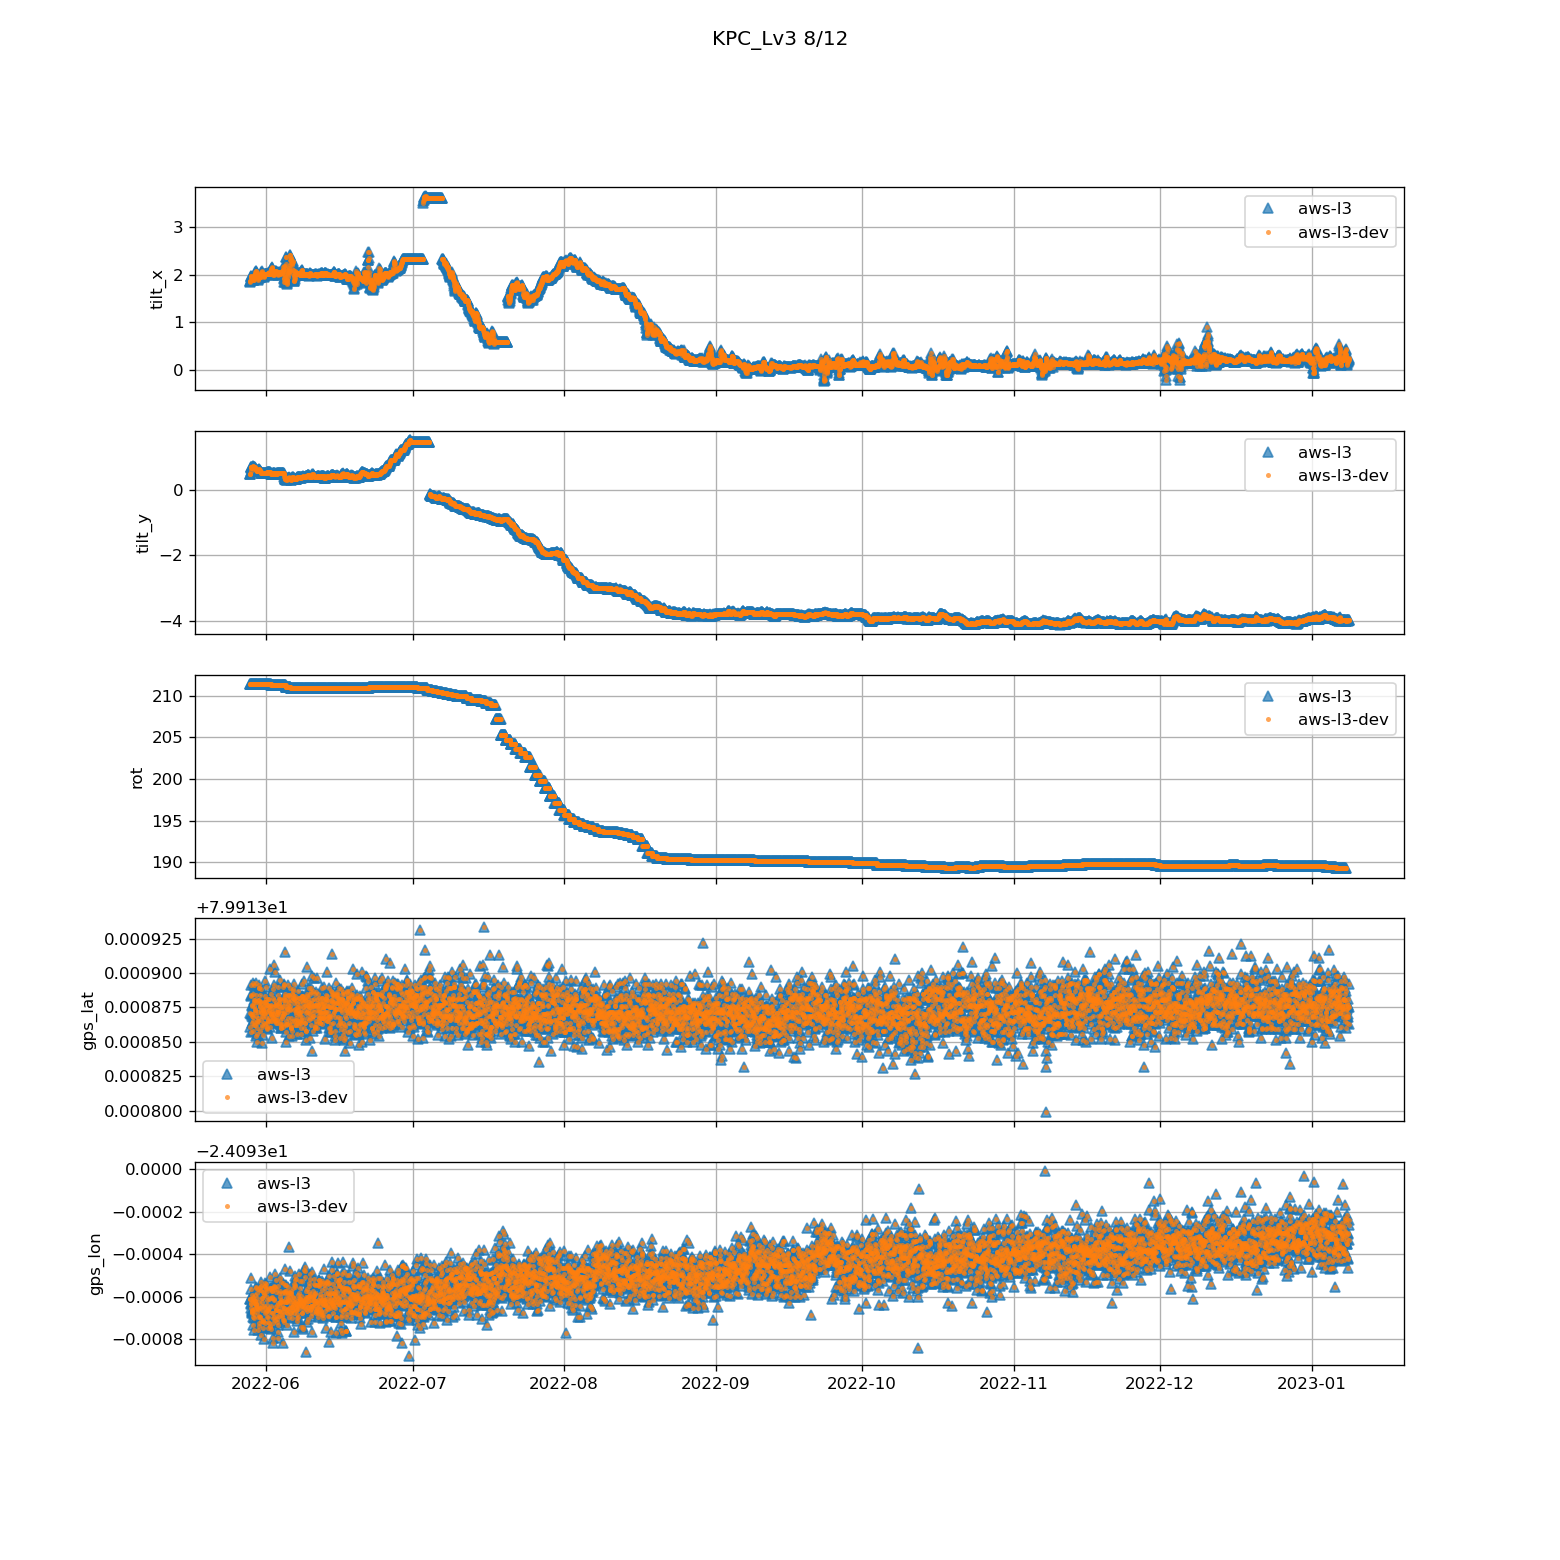 KPC_Lv3 8/12
3
2
1
0
tilt_x
aws-l3
aws-l3-dev
0
−2
−4
tilt_y
aws-l3
aws-l3-dev
210
205
200
195
190
rot
aws-l3
aws-l3-dev
+7.9913e1
0.000925
0.000900
0.000875
0.000850
0.000825
0.000800
gps_lat
aws-l3
aws-l3-dev
−2.4093e1
0.0000
−0.0002
−0.0004
−0.0006
−0.0008
gps_lon
aws-l3
aws-l3-dev
2022-06 2022-07 2022-08 2022-09 2022-10 2022-11 2022-12 2023-01